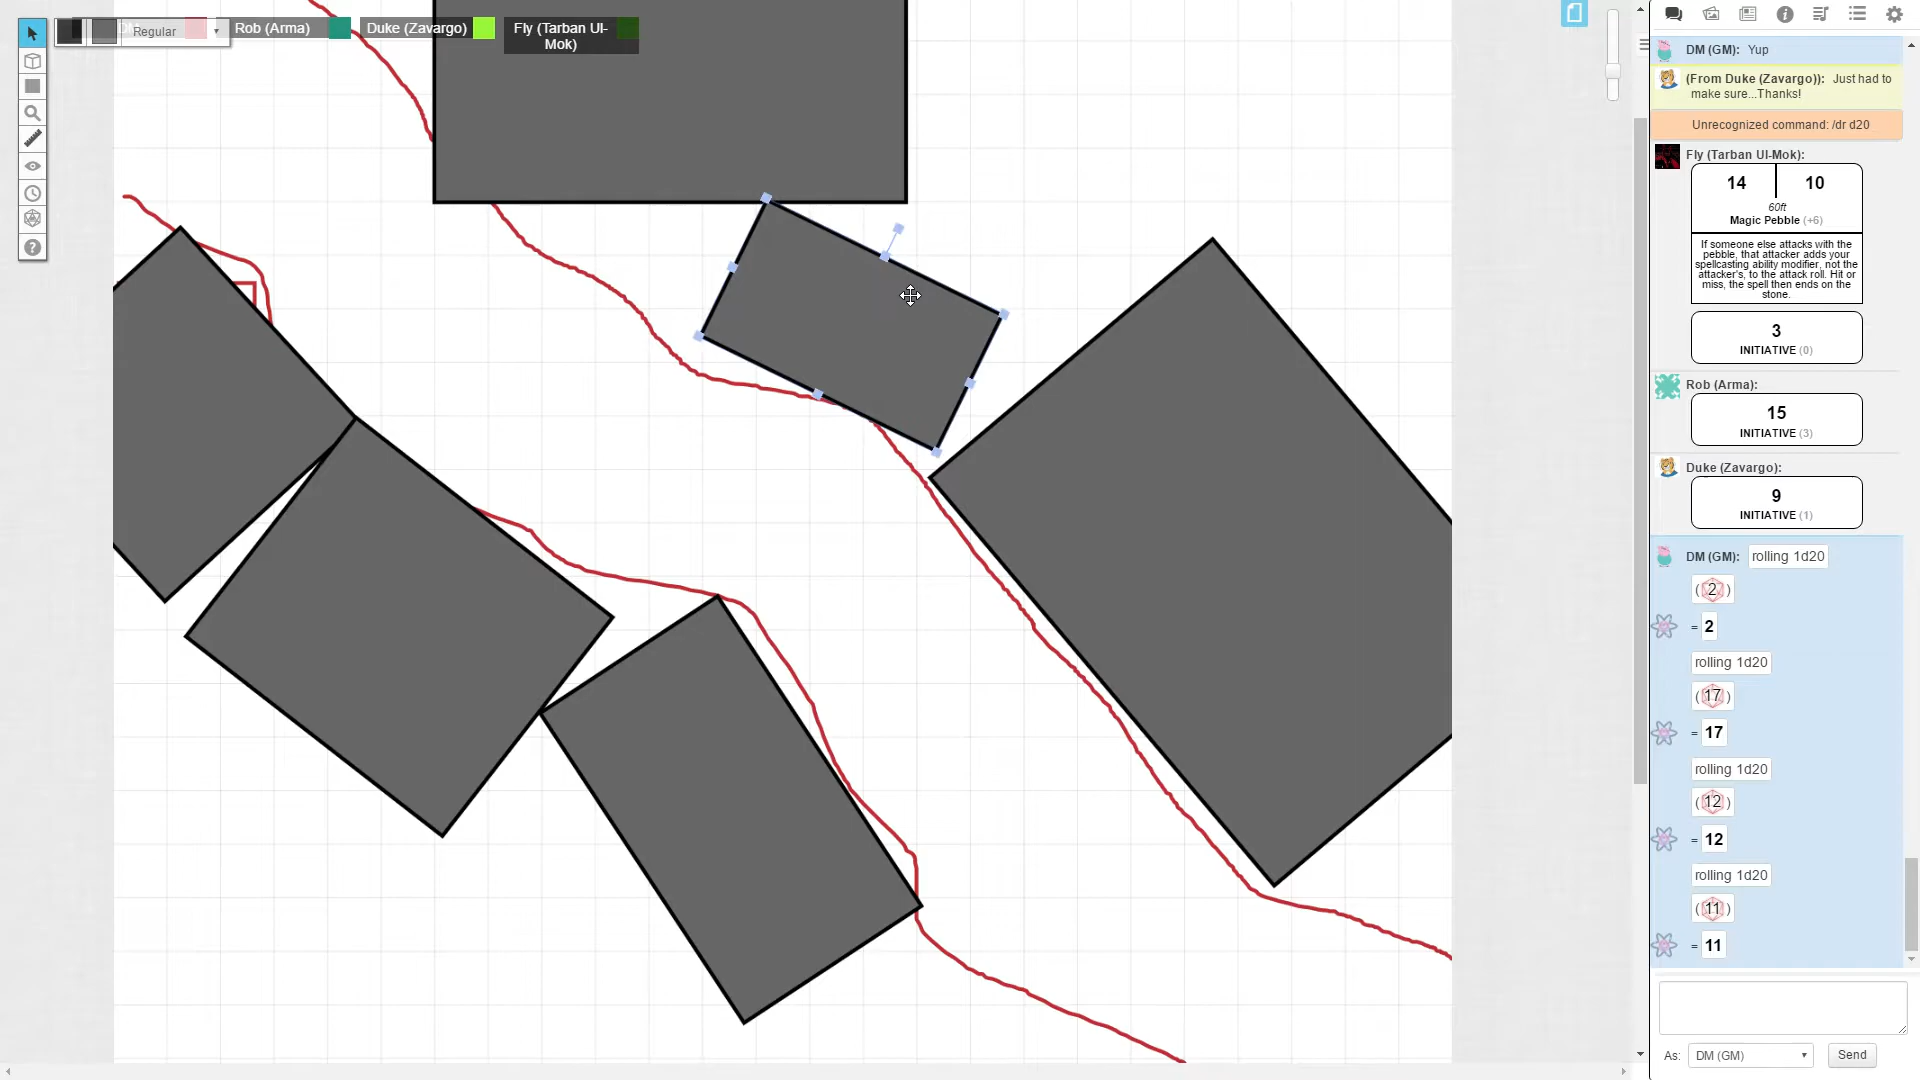 Regular
Rob (Arma)
Duke (Zavargo)
Fly (Tarban Ul-
Mok)
DM (GM): Yup
(From Duke (Zavargo)): Just had to
make sure...Thanks!
Unrecognized command: /dr d20
Fly (Tarban Ul-Mok):
14 10
60ft
Magic Pebble (+6)
If someone else attacks with the
pebble, that attacker adds your
spellcasting ability modifier, not the
attacker's, to the attack roll. Hit or
miss, the spell then ends on the
stone.
3
INITIATIVE (0)
Rob (Arma):
15
INITIATIVE (3)
Duke (Zavargo):
9
INITIATIVE (1)
DM (GM): rolling 1d20
(2)
= 2
rolling 1d20
(17)
= 17
rolling 1d20
(12)
= 12
rolling 1d20
(11)
= 11
As: DM (GM) Send